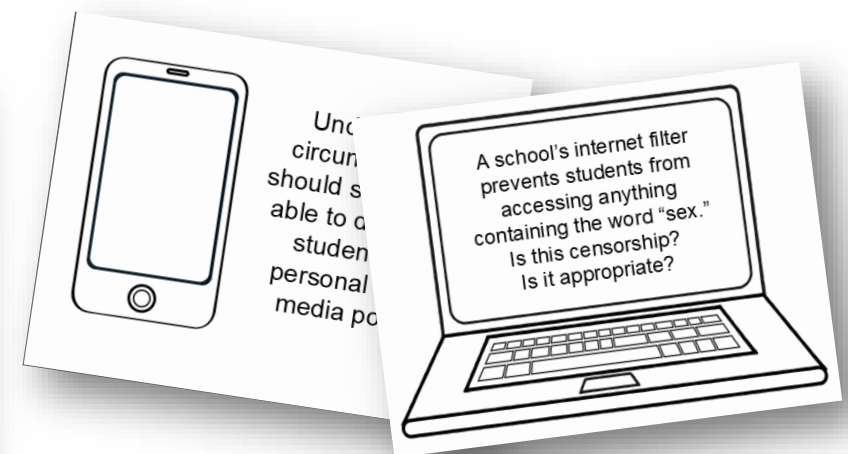 Und
circum
should s
able to d
studen
personal
media po
A school’s internet filter
prevents students from
accessing anything
containing the word “sex.”
Is this censorship?
Is it appropriate?